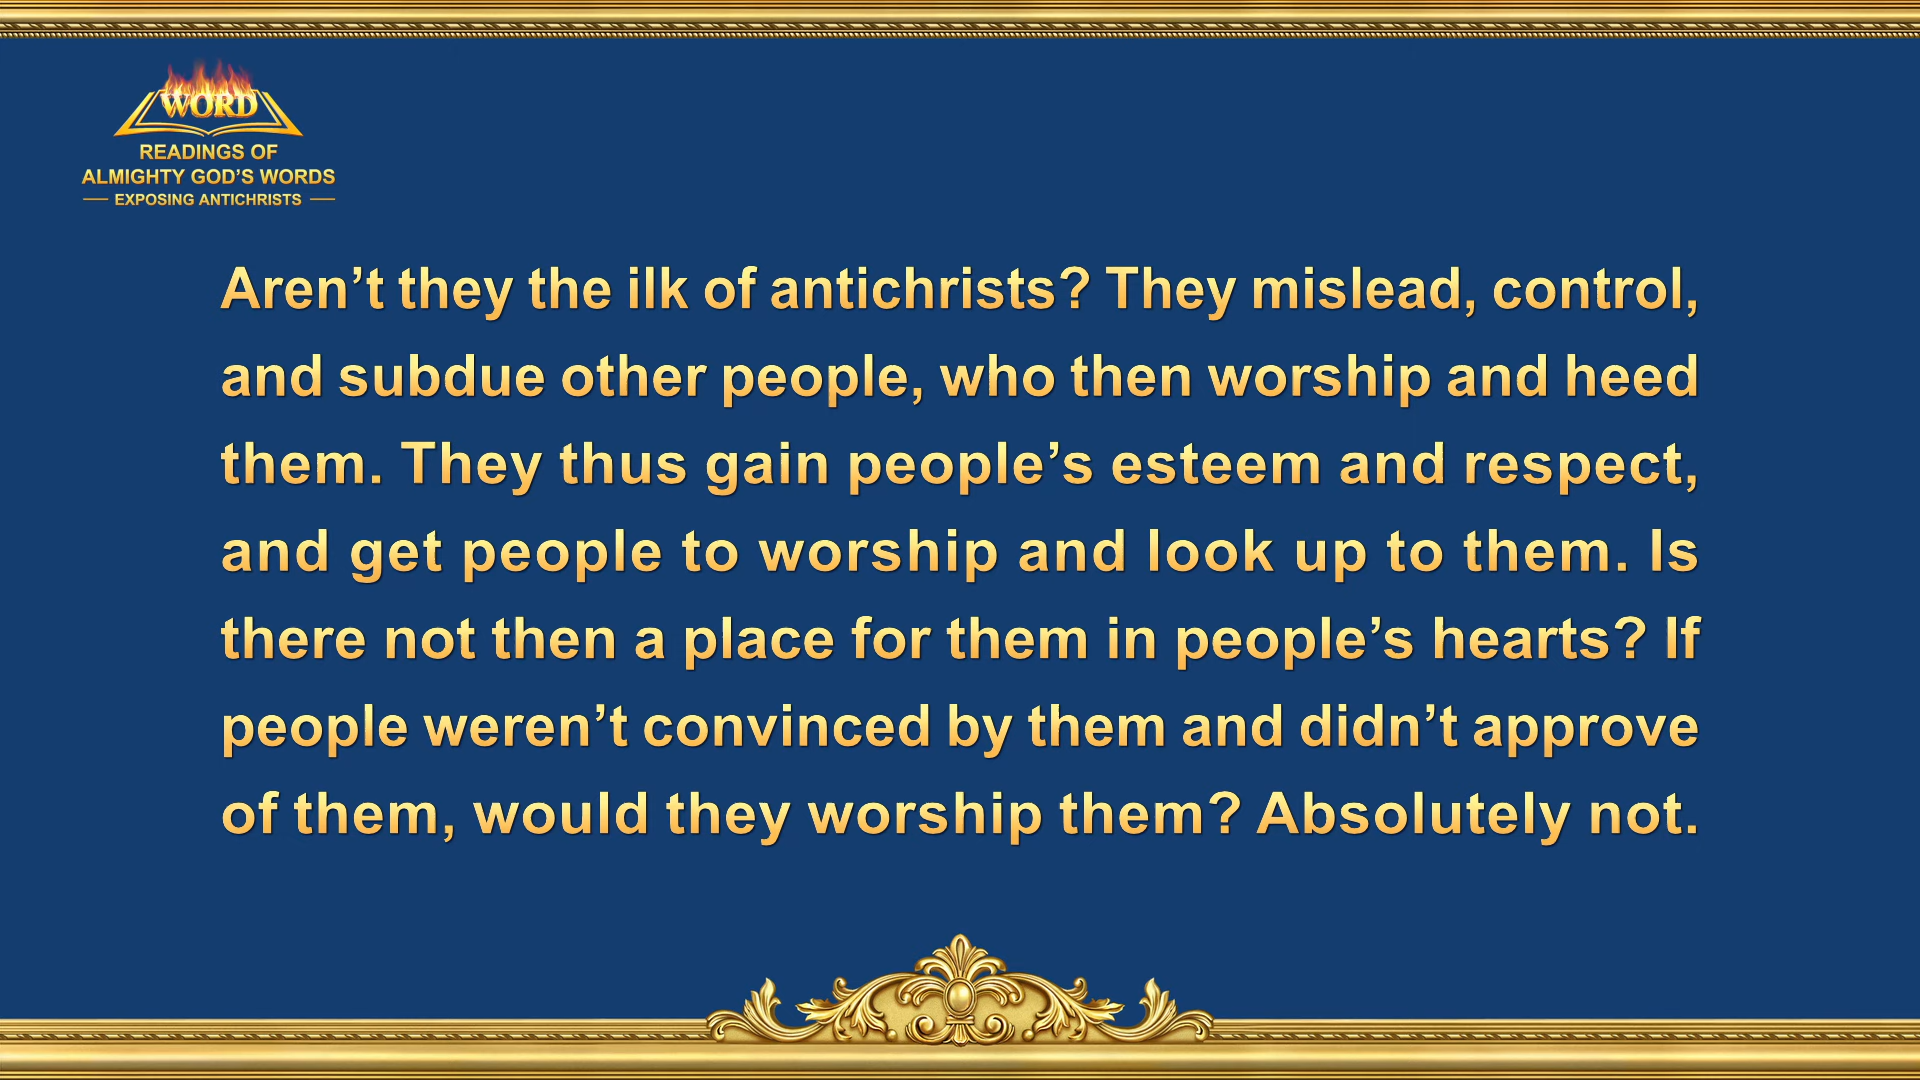 WORD
READINGS OF
ALMIGHTY GOD’S WORDS
EXPOSING ANTICHRISTS
Aren’t they the ilk of antichrists? They mislead, control,
and subdue other people, who then worship and heed
them. They thus gain people’s esteem and respect,
and get people to worship and look up to them. Is
there not then a place for them in people’s hearts? If
people weren’t convinced by them and didn’t approve
of them, would they worship them? Absolutely not.